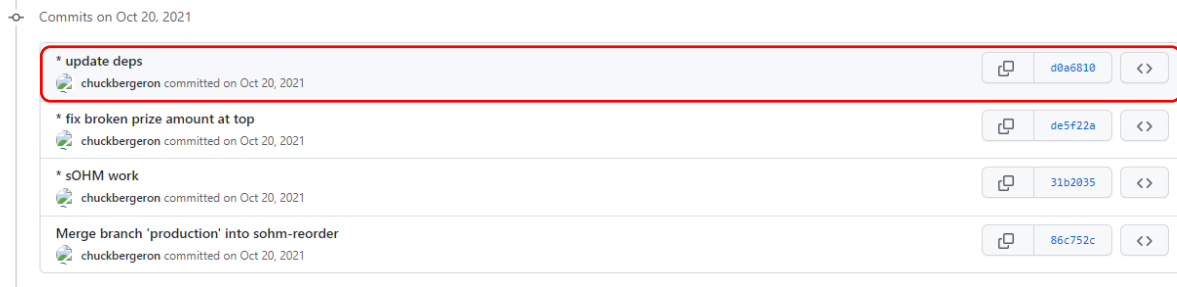 Commits on Oct 20, 2021
* update deps
chuckbergeron committed on Oct 20, 2021
d0a6810
* fix broken prize amount at top
chuckbergeron committed on Oct 20, 2021
de5f22a
* sOHM work
chuckbergeron committed on Oct 20, 2021
31b2035
Merge branch 'production' into sohm-reorder
chuckbergeron committed on Oct 20, 2021
86c752c